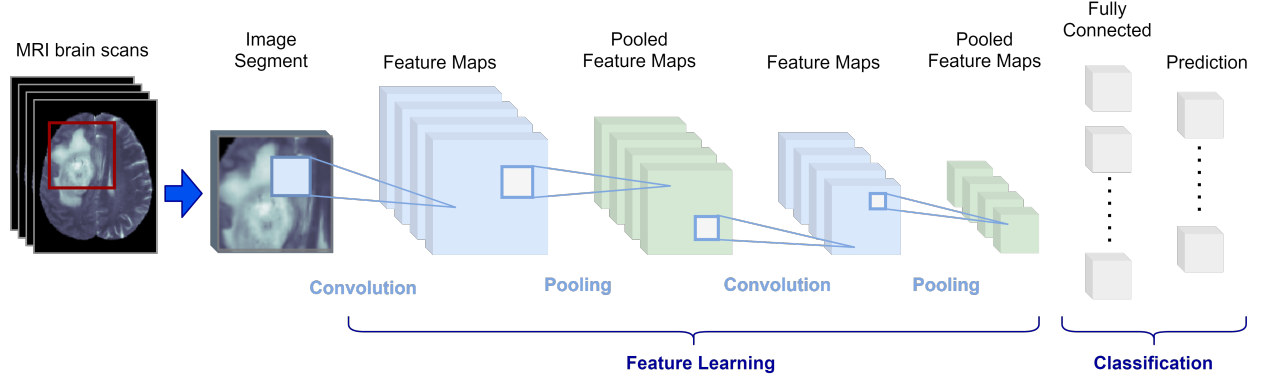 MRI brain scans
Image
Segment
Feature Maps
Pooled
Feature Maps
Feature Maps
Pooled
Feature Maps
Fully
Connected
Prediction
Convolution
Pooling
Convolution
Pooling
Feature Learning
Classification